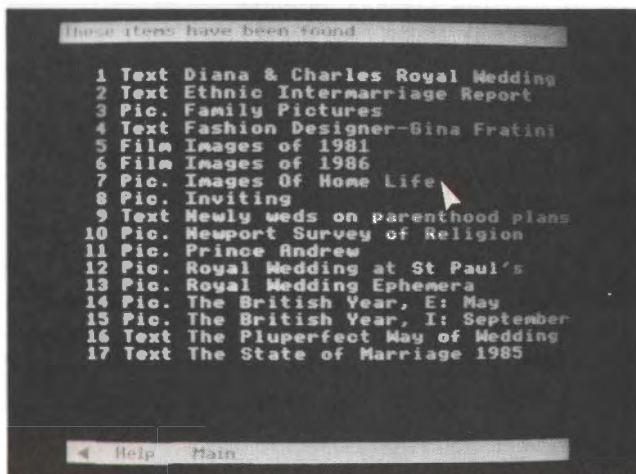 These items have been found
1 Text Diana & Charles Royal Wedding
2 Text Ethnic Intermarriage Report
3 Pic. Family Pictures
4 Text Fashion Designer-Gina Fratini
5 Film Images of 1981
6 Film Images of 1986
7 Pic. Images Of Home Life
8 Pic. Inviting
9 Text Newly weds on parenthood plans
10 Pic. Newport Survey of Religion
11 Pic. Prince Andrew
12 Pic. Royal Wedding at St Paul's
13 Pic. Royal Wedding Ephemera
14 Pic. The British Year, E: May
15 Pic. The British Year, I: September
16 Text The Pluperfect Way of Wedding
17 Text The State of Marriage 1985
Help Main